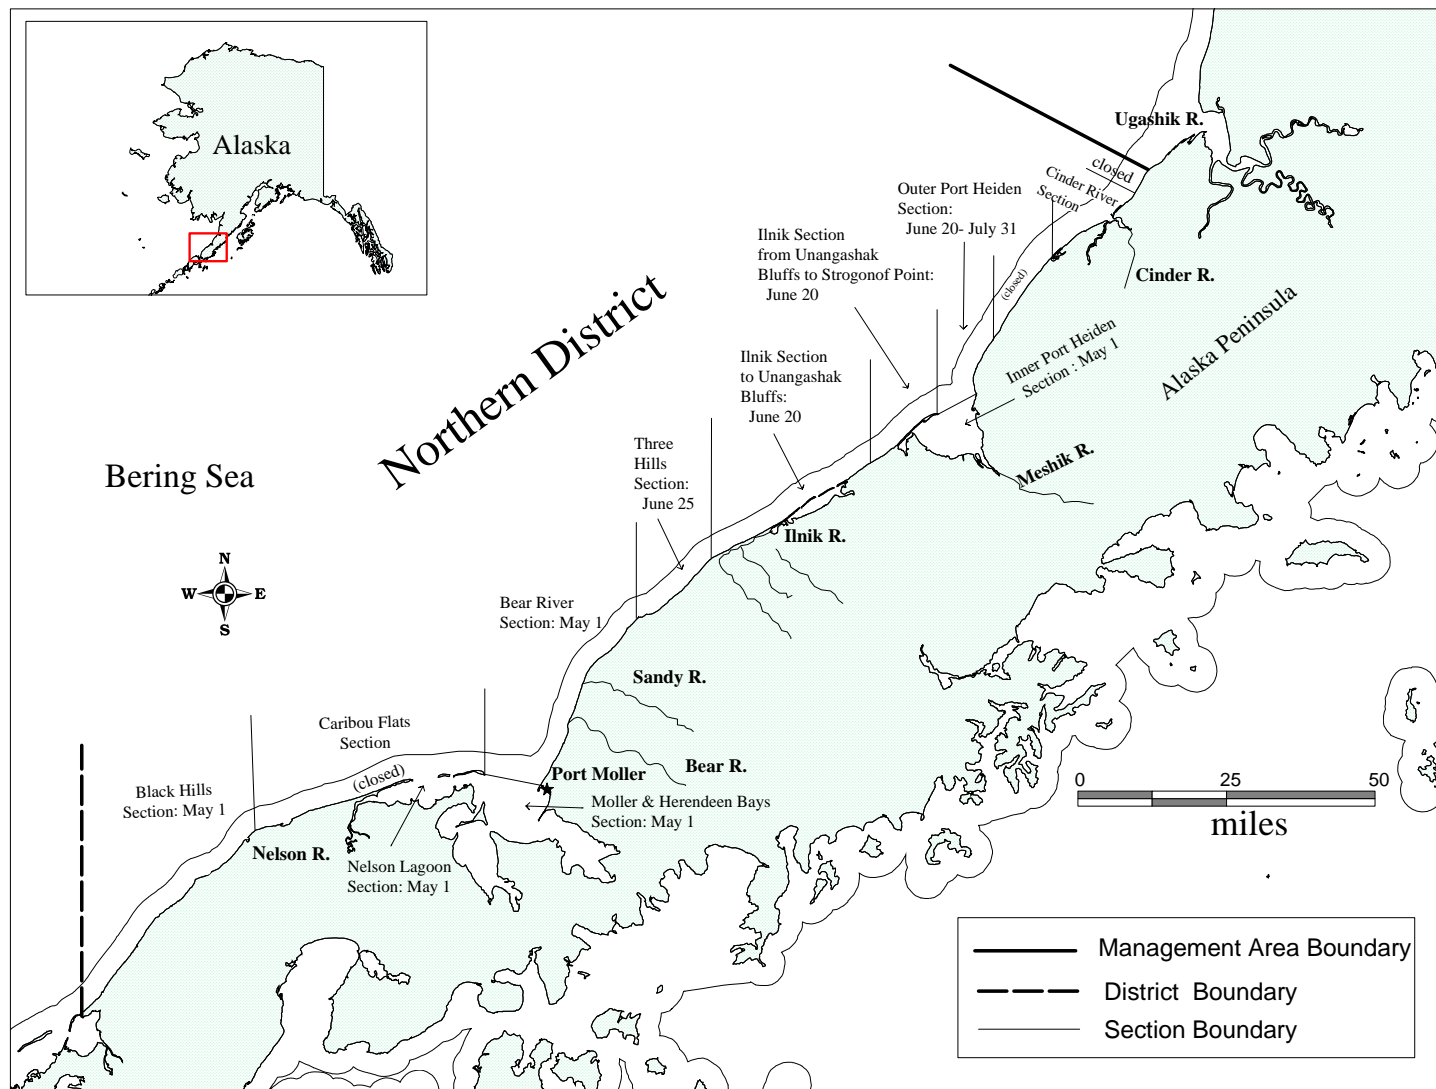 Alaska
Ugashik R.
closed
Cinder River
Section
Outer Port Heiden
Section:
June 20- July 31
Ilnik Section
from Unangashak
Bluffs to Strogonof Point:
June 20
(closed)
Cinder R.
Alaska Peninsula
Inner Port Heiden
Section : May 1
Northern District
Ilnik Section
to Unangashak
Bluffs:
June 20
Three
Hills
Section:
June 25
Meshik R.
Bering Sea
Ilnik R.
N
W
E
S
Bear River
Section: May 1
Sandy R.
Caribou Flats
Section
Bear R.
Port Moller
(closed)
Black Hills
Section: May 1
Moller & Herendeen Bays
Section: May 1
Nelson R.
Nelson Lagoon
Section: May 1
0 25 50
miles
Management Area Boundary
District Boundary
Section Boundary